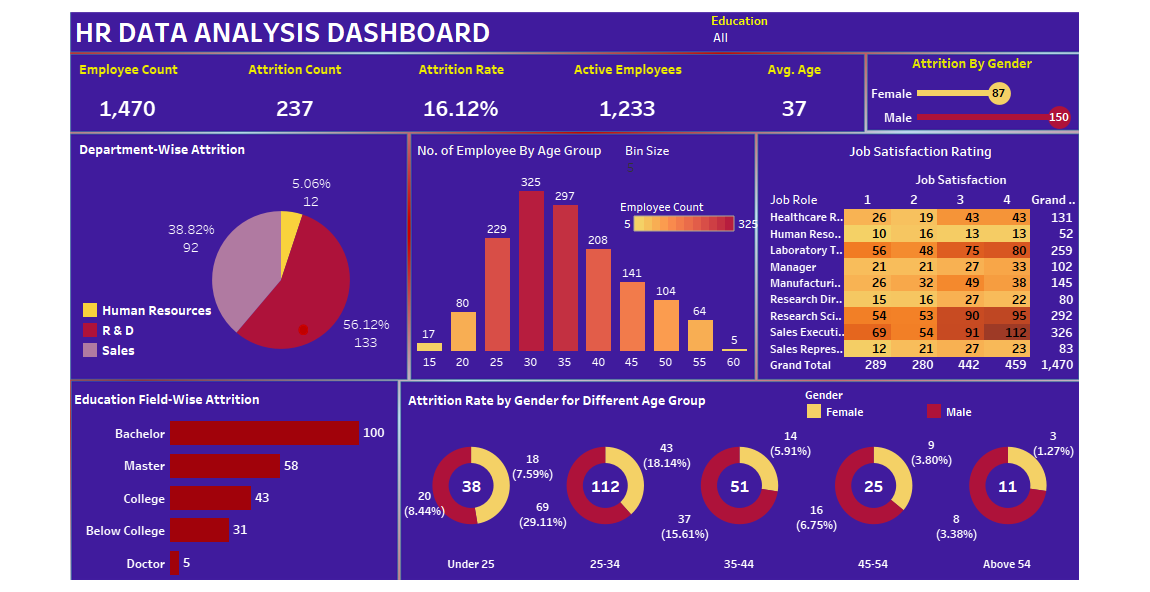 HR DATA ANALYSIS DASHBOARD
Education
All
Employee Count
Attrition Count
Attrition Rate
Active Employees
Avg. Age
1,470
237
16.12%
1,233
37
Attrition By Gender
Female 87
Male 150
Department-Wise Attrition
5.06%
12
38.82%
92
56.12%
133
Human Resources
R & D
Sales
No. of Employee By Age Group
Bin Size
Employee Count
5 325
17
80
229
325
297
208
141
104
64
5
15 20 25 30 35 40 45 50 55 60
Job Satisfaction Rating
Job Satisfaction
Job Role 1 2 3 4 Grand ..
Healthcare R.. 26 19 43 43 131
Human Reso.. 10 16 13 13 52
Laboratory T.. 56 48 75 80 259
Manager 21 21 27 33 102
Manufacturi.. 26 32 49 38 145
Research Dir.. 15 16 27 22 80
Research Sci.. 54 53 90 95 292
Sales Executi.. 69 54 91 112 326
Sales Repres.. 12 21 27 23 83
Grand Total 289 280 442 459 1,470
Education Field-Wise Attrition
Bachelor 100
Master 58
College 43
Below College 31
Doctor 5
Attrition Rate by Gender for Different Age Group
Gender
Female
Male
18
(7.59%)
38
20
(8.44%)
Under 25
43
(18.14%)
112
69
(29.11%)
25-34
14
(5.91%)
51
37
(15.61%)
35-44
9
(3.80%)
25
16
(6.75%)
45-54
3
(1.27%)
11
8
(3.38%)
Above 54